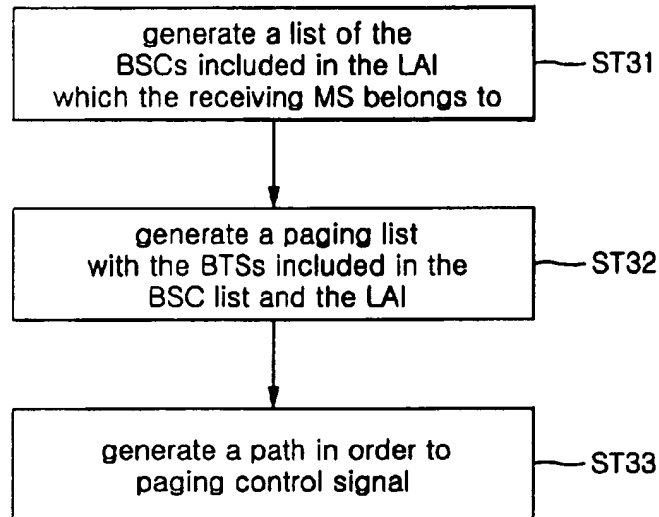 generate a list of the
BSCs included in the LAI
which the receiving MS belongs to
ST31
generate a paging list
with the BTSs included in the
BSC list and the LAI
ST32
generate a path in order to
paging control signal
ST33